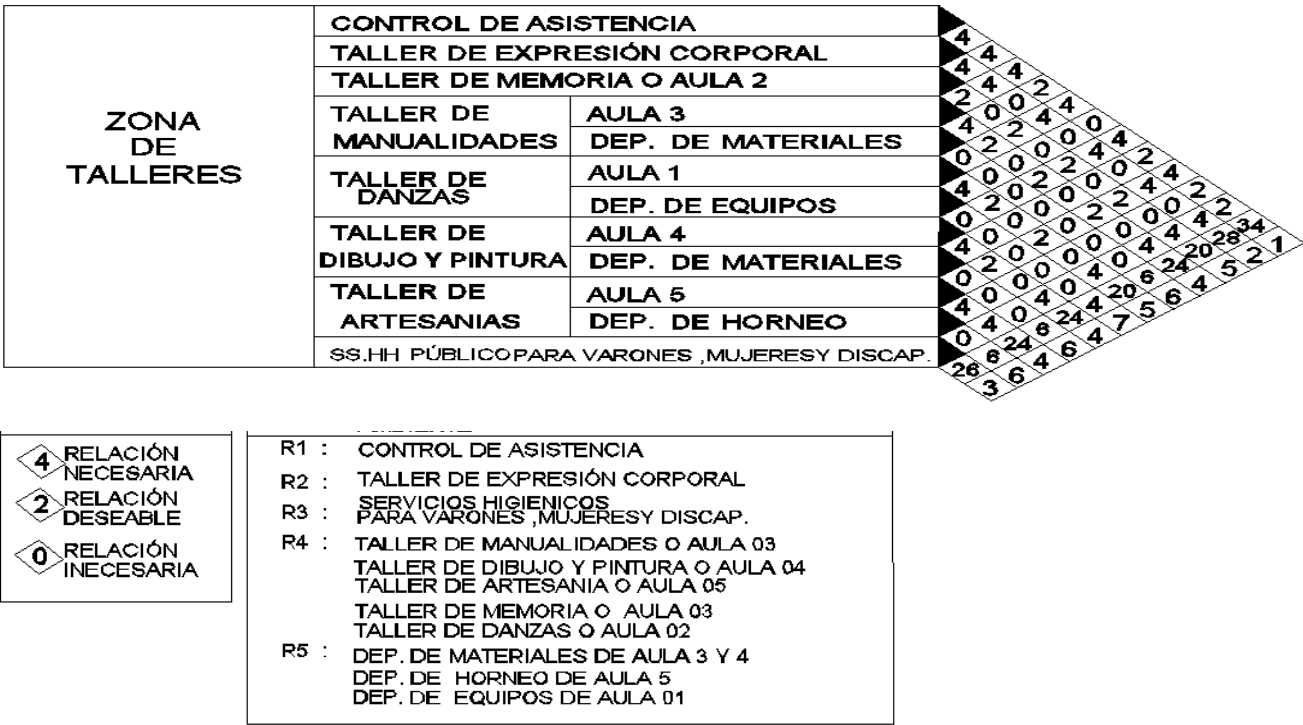 ZONA
DE
TALLERES
CONTROL DE ASISTENCIA
TALLER DE EXPRESIÓN CORPORAL
TALLER DE MEMORIA O AULA 2
TALLER DE
MANUALIDADES
AULA 3
DEP. DE MATERIALES
TALLER DE
DANZAS
AULA 1
DEP. DE EQUIPOS
TALLER DE
DIBUJO Y PINTURA
AULA 4
DEP. DE MATERIALES
TALLER DE
ARTESANIAS
AULA 5
DEP. DE HORNEO
SS.HH PÚBLICO PARA VARONES ,MUJERESY DISCAP.
4 4 4 2 4 0 4 2 4 2 2 34 1
4 4 0 4 0 4 0 4 0 4 28 2
2 0 2 0 2 0 2 0 4 20 5
4 2 0 2 0 2 0 4 24 4
0 0 0 0 0 0 0 6 6
4 2 0 2 0 4 20 5
0 0 0 0 0 4 7
4 2 0 4 24 4
0 0 0 6 6
4 4 24 4
0 6 6
26 3
4 RELACIÓN
NECESARIA
2 RELACIÓN
DESEABLE
0 RELACIÓN
INECESARIA
R1 : CONTROL DE ASISTENCIA
R2 : TALLER DE EXPRESIÓN CORPORAL
R3 : SERVICIOS HIGIENICOS
PARA VARONES ,MUJERESY DISCAP.
R4 : TALLER DE MANUALIDADES O AULA 03
TALLER DE DIBUJO Y PINTURA O AULA 04
TALLER DE ARTESANIA O AULA 05
TALLER DE MEMORIA O AULA 03
TALLER DE DANZAS O AULA 02
R5 : DEP. DE MATERIALES DE AULA 3 Y 4
DEP. DE HORNEO DE AULA 5
DEP. DE EQUIPOS DE AULA 01